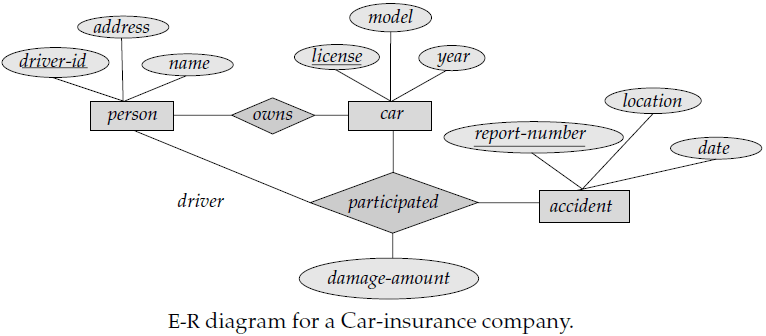 model
address
driver-id
name
license
year
person
owns
car
location
report-number
date
driver
participated
accident
damage-amount
E-R diagram for a Car-insurance company.